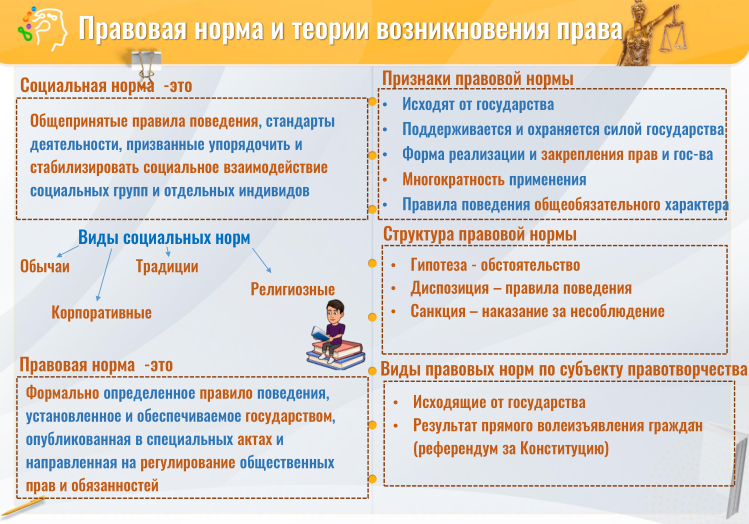 Правовая норма и теории возникновения права
Социальная норма -это
Общепринятые правила поведения, стандарты
деятельности, призванные упорядочить и
стабилизировать социальное взаимодействие
социальных групп и отдельных индивидов
Виды социальных норм
Обычаи
Традиции
Религиозные
Корпоративные
Правовая норма -это
Формально определенное правило поведения,
установленное и обеспечиваемое государством,
опубликованная в специальных актах и
направленная на регулирование общественных
прав и обязанностей
Признаки правовой нормы
• Исходят от государства
• Поддерживается и охраняется силой государства
• Форма реализации и закрепления прав и гос-ва
• Многократность применения
• Правила поведения общеобязательного характера
Структура правовой нормы
• Гипотеза - обстоятельство
• Диспозиция – правила поведения
• Санкция – наказание за несоблюдение
Виды правовых норм по субъекту правотворчества
• Исходящие от государства
• Результат прямого волеизъявления граждан
(референдум за Конституцию)